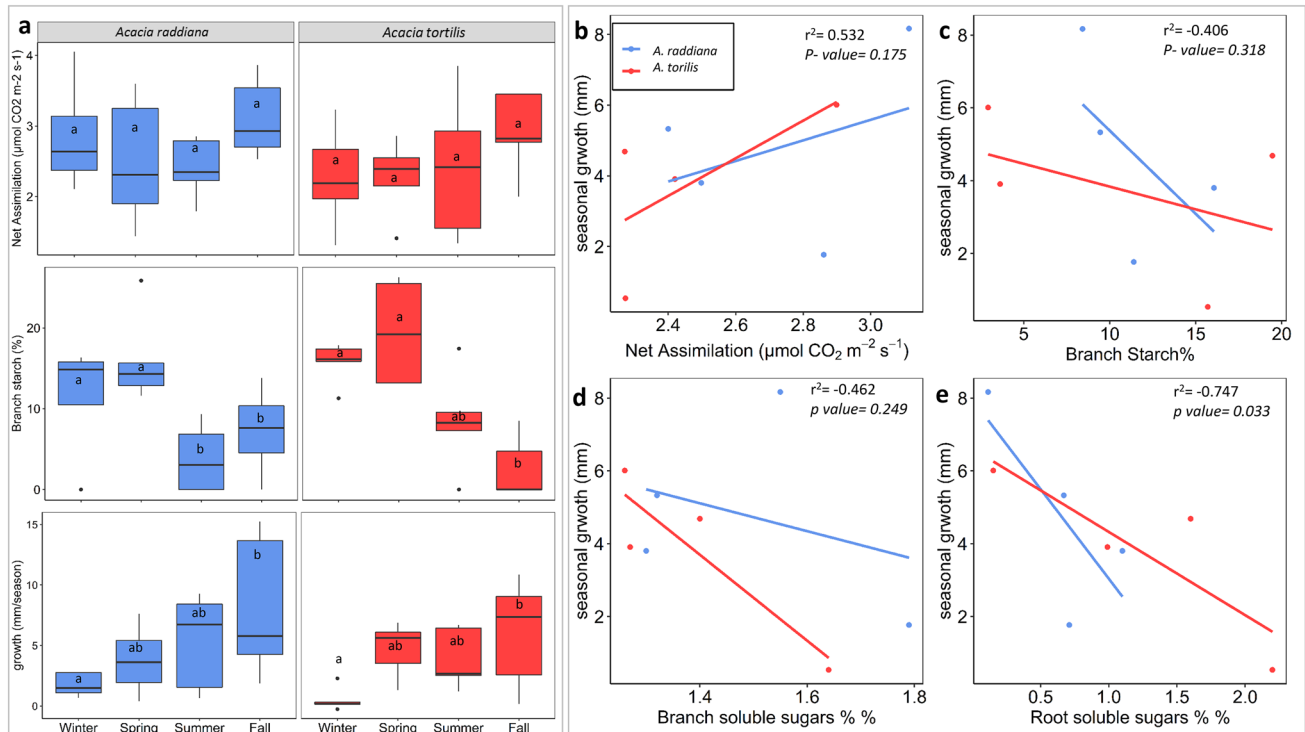 a
Acacia raddiana
Acacia tortilis
Net Assimilation (µmol CO2 m-2 s-1)
4
3
2
a
a
a
a
a
a
a
a
Branch starch (%)
20
10
0
a
a
b
b
a
a
ab
b
growth (mm/season)
15
10
5
0
a
ab
ab
b
a
ab
ab
b
Winter
Spring
Summer
Fall
Winter
Spring
Summer
Fall
b
A. raddiana
A. torilis
r²= 0.532
P- value= 0.175
seasonal grwoth (mm)
8
6
4
2
2.4
2.6
2.8
3.0
Net Assimilation (µmol CO₂ m⁻² s⁻¹)
c
r²= -0.406
P- value= 0.318
seasonal grwoth (mm)
8
6
4
2
5
10
15
20
Branch Starch%
d
r²= -0.462
p value= 0.249
seasonal grwoth (mm)
8
6
4
2
1.4
1.6
1.8
Branch soluble sugars % %
e
r²= -0.747
p value= 0.033
seasonal grwoth (mm)
8
6
4
2
0.5
1.0
1.5
2.0
Root soluble sugars % %